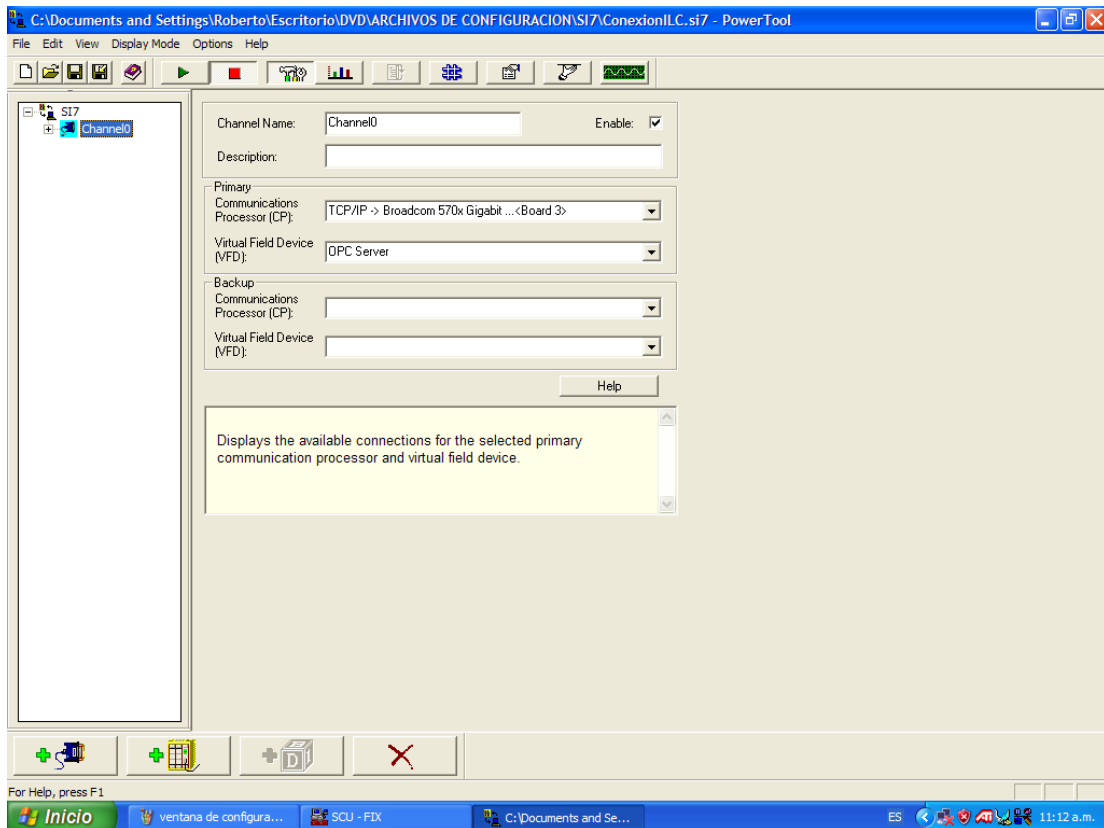 C:\Documents and Settings\Roberto\Escritorio\DVD\ARCHIVOS DE CONFIGURACION\SI7\ConexionILC.si7 - PowerTool
File Edit View Display Mode Options Help
SI7
Channel0
Channel Name: Channel0 Enable:
Description:
Primary
Communications
Processor (CP): TCP/IP -> Broadcom 570x Gigabit ...<Board 3>
Virtual Field Device
(VFD): OPC Server
Backup
Communications
Processor (CP):
Virtual Field Device
(VFD):
Help
Displays the available connections for the selected primary
communication processor and virtual field device.
D
For Help, press F1
Inicio ventana de configura... SCU - FIX C:\Documents and Se... ES ATI 11:12 a.m.